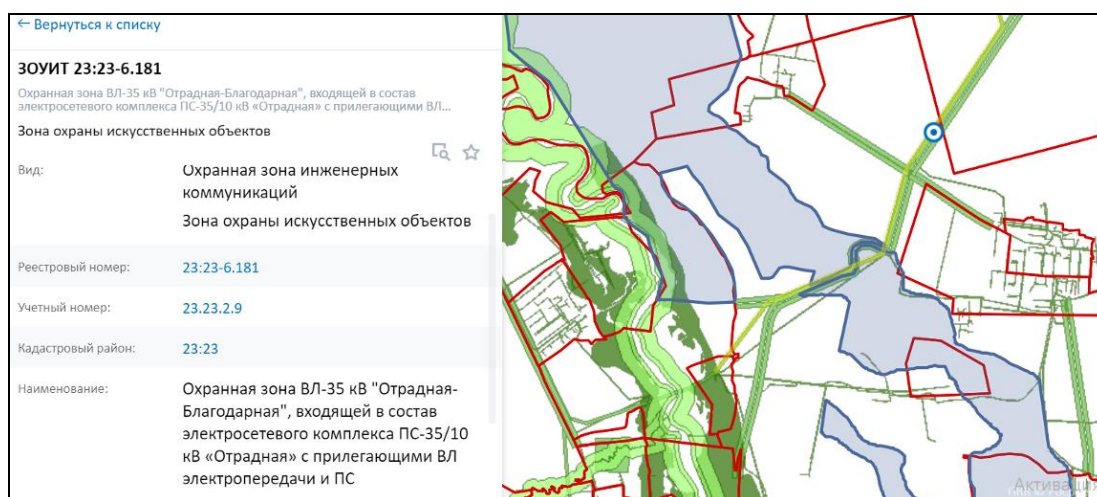 ← Вернуться к списку
ЗОУИТ 23:23-6.181
Охранная зона ВЛ-35 кВ "Отрадная-Благодарная", входящей в состав
электросетевого комплекса ПС-35/10 кВ «Отрадная» с прилегающими ВЛ...
Зона охраны искусственных объектов
Вид:
Охранная зона инженерных
коммуникаций
Зона охраны искусственных объектов
Реестровый номер:
23:23-6.181
Учетный номер:
23.23.2.9
Кадастровый район:
23:23
Наименование:
Охранная зона ВЛ-35 кВ "Отрадная-
Благодарная", входящей в состав
электросетевого комплекса ПС-35/10
кВ «Отрадная» с прилегающими ВЛ
электропередачи и ПС
Активация